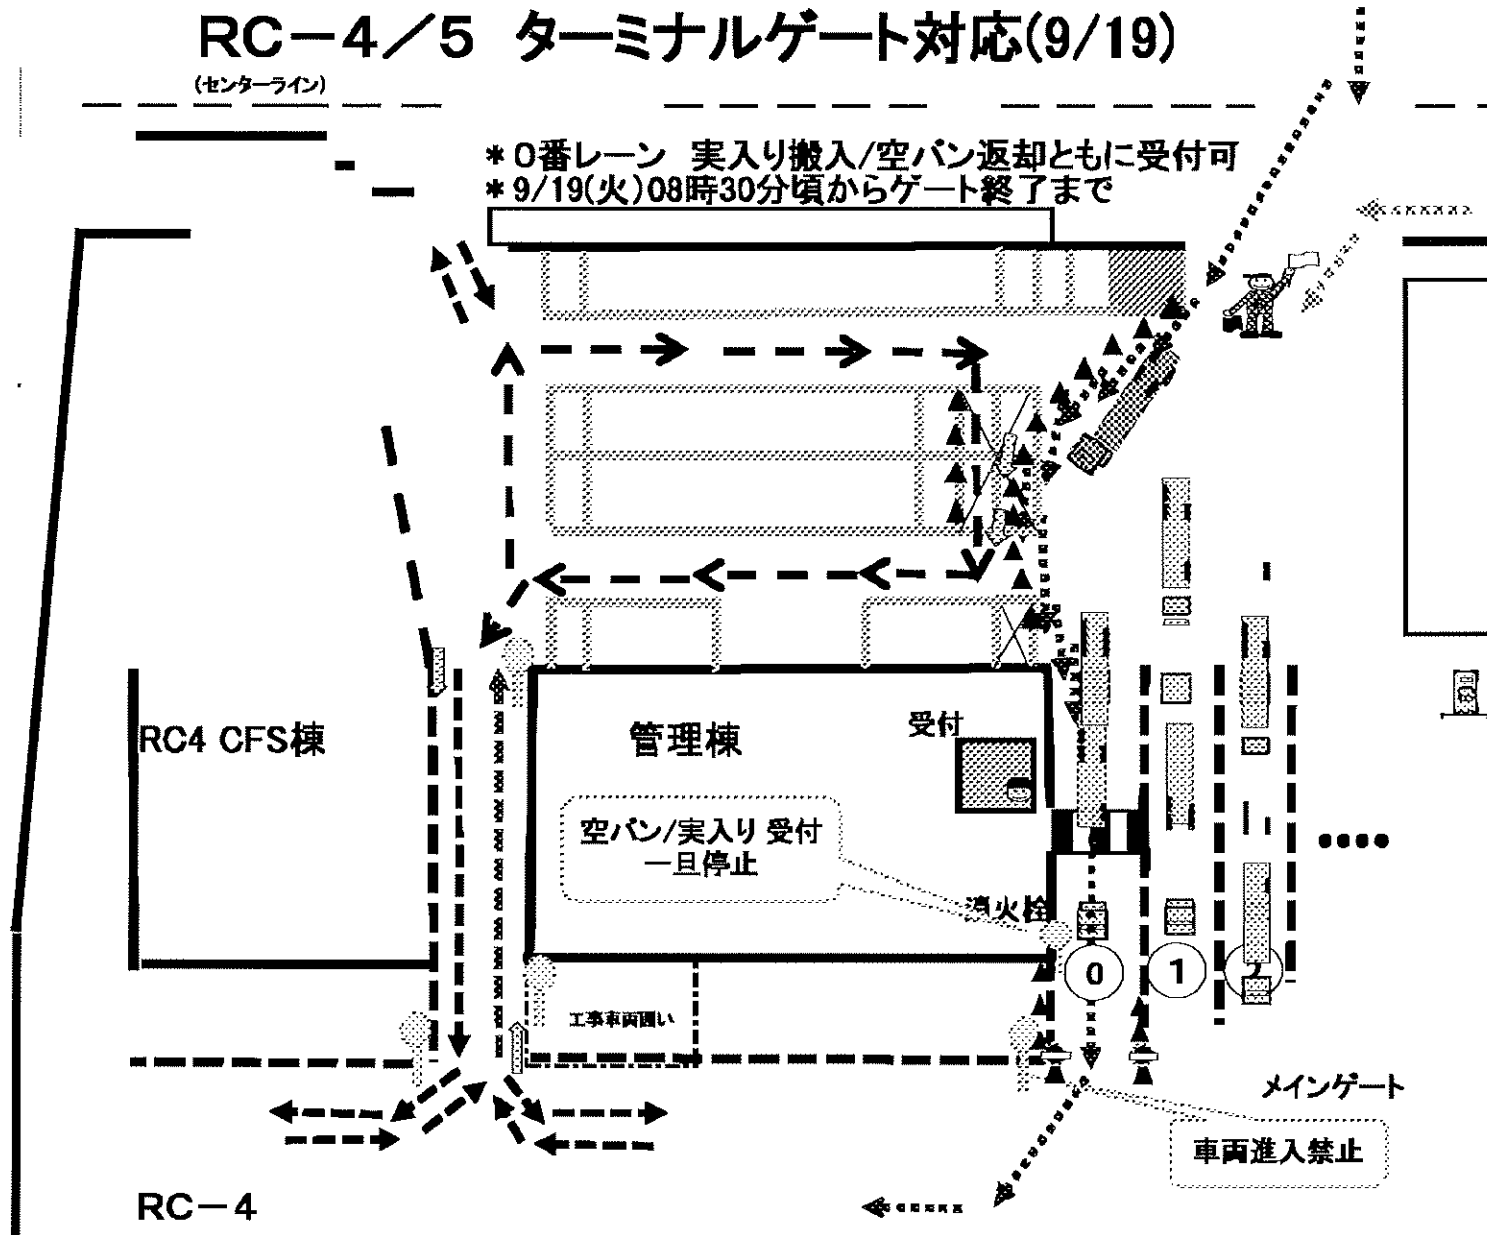 RC－4／5 ターミナルゲート対応(9/19)
(センターライン)
＊０番レーン 実入り搬入/空バン返却ともに受付可
＊9/19(火)08時30分頃からゲート終了まで
RC4 CFS棟
管理棟
受付
空バン/実入り 受付
一旦停止
消火栓
0
1
2
工事車両囲い
メインゲート
車両進入禁止
RC－4